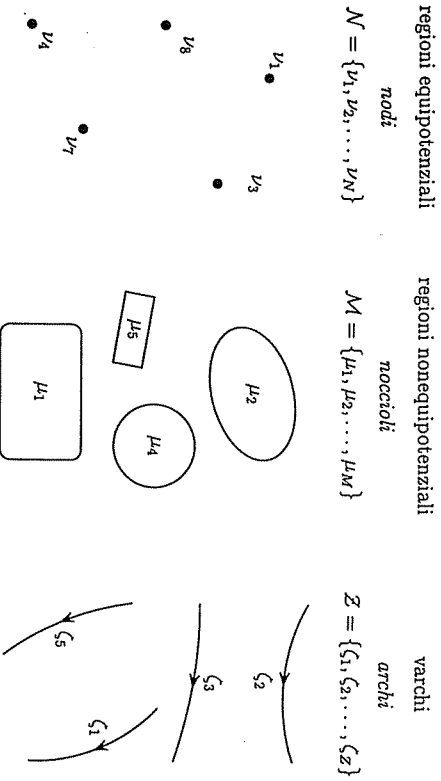 regioni equipotenziali
nodi
𝒩 = {ν₁, ν₂, ..., ν_N}
ν₁
ν₃
ν₈
ν₇
ν₄
regioni nonequipotenziali
noccioli
ℳ = {μ₁, μ₂, ..., μ_M}
μ₂
μ₅
μ₄
μ₁
varchi
archi
𝒵 = {ζ₁, ζ₂, ..., ζ_Z}
ζ₂
ζ₃
ζ₅
ζ₁